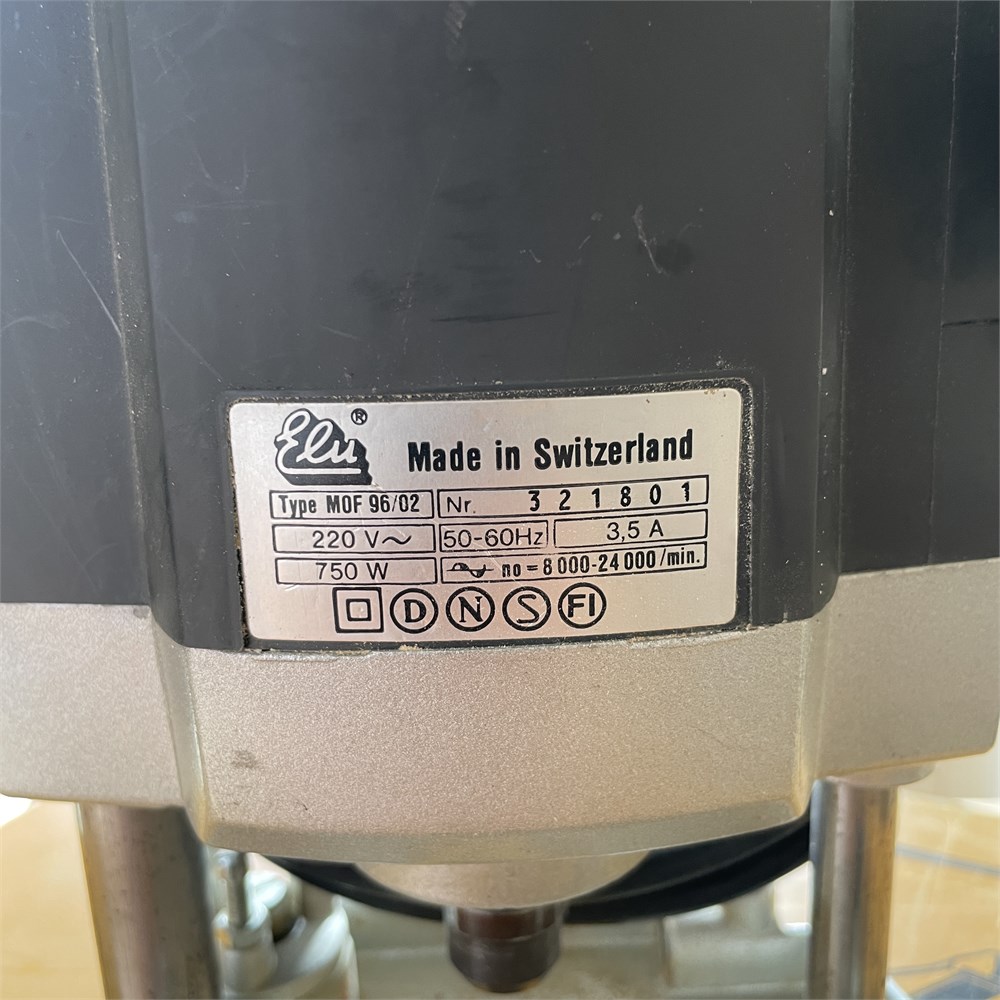 Elu® Made in Switzerland
Type MOF 96/02 Nr. 321801
220 V~ 50-60Hz 3,5 A
750 W no = 8 000-24 000 /min.
D N S FI